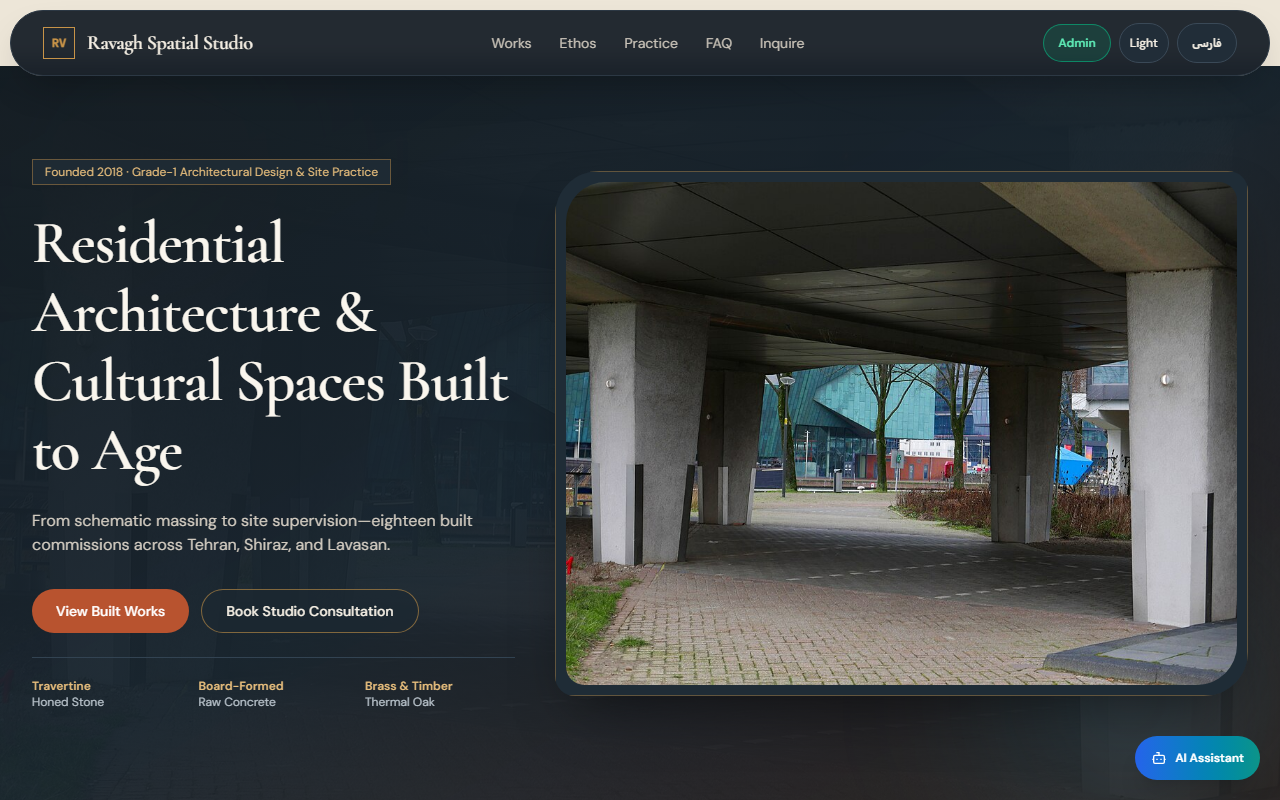 RV
Ravagh Spatial Studio
Works
Ethos
Practice
FAQ
Inquire
Admin
Light
فارسی
Founded 2018 · Grade-1 Architectural Design & Site Practice
Residential
Architecture &
Cultural Spaces Built
to Age
From schematic massing to site supervision—eighteen built
commissions across Tehran, Shiraz, and Lavasan.
View Built Works
Book Studio Consultation
Travertine
Honed Stone
Board-Formed
Raw Concrete
Brass & Timber
Thermal Oak
AI Assistant